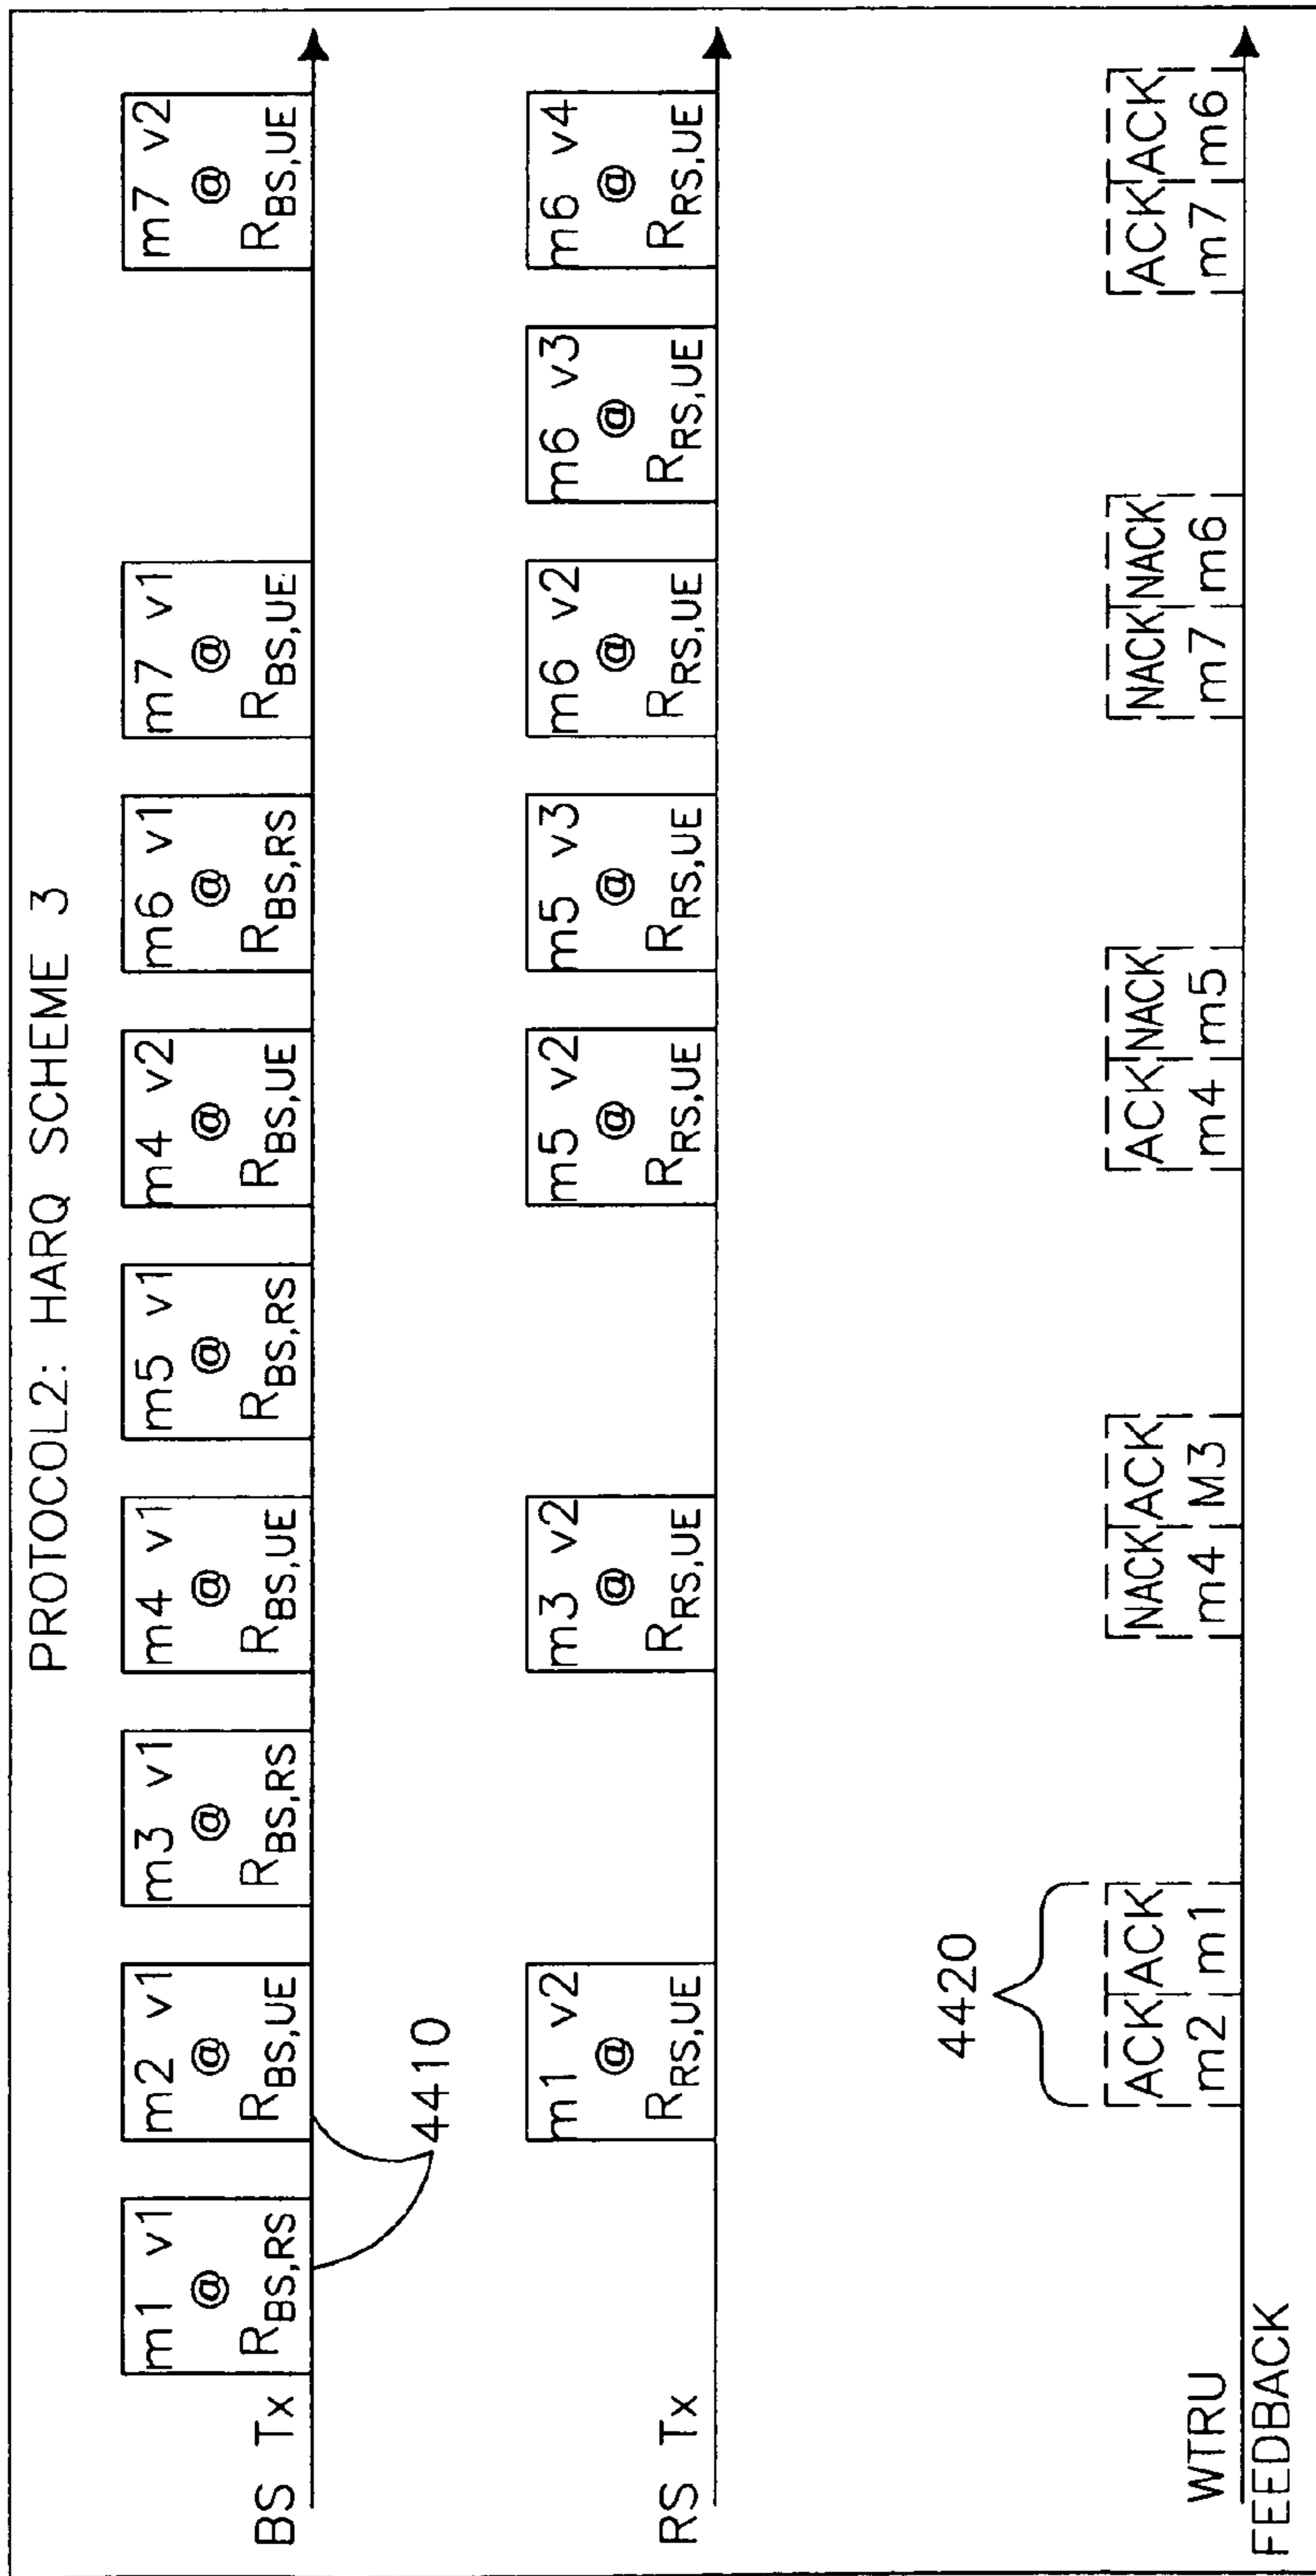 PROTOCOL2: HARQ SCHEME 3
BS Tx
m1 v1
@
RBS,RS
m2 v1
@
RBS,UE
m3 v1
@
RBS,RS
m4 v1
@
RBS,UE
m5 v1
@
RBS,RS
m4 v2
@
RBS,UE
m6 v1
@
RBS,RS
m7 v1
@
RBS,UE
m7 v2
@
RBS,UE
4410
RS Tx
m1 v2
@
RRS,UE
m3 v2
@
RRS,UE
m5 v2
@
RRS,UE
m5 v3
@
RRS,UE
m6 v2
@
RRS,UE
m6 v3
@
RRS,UE
m6 v4
@
RRS,UE
4420
WTRU
FEEDBACK
ACK ACK
m2 m1
NACK ACK
m4 M3
ACK NACK
m4 m5
NACK NACK
m7 m6
ACK ACK
m7 m6